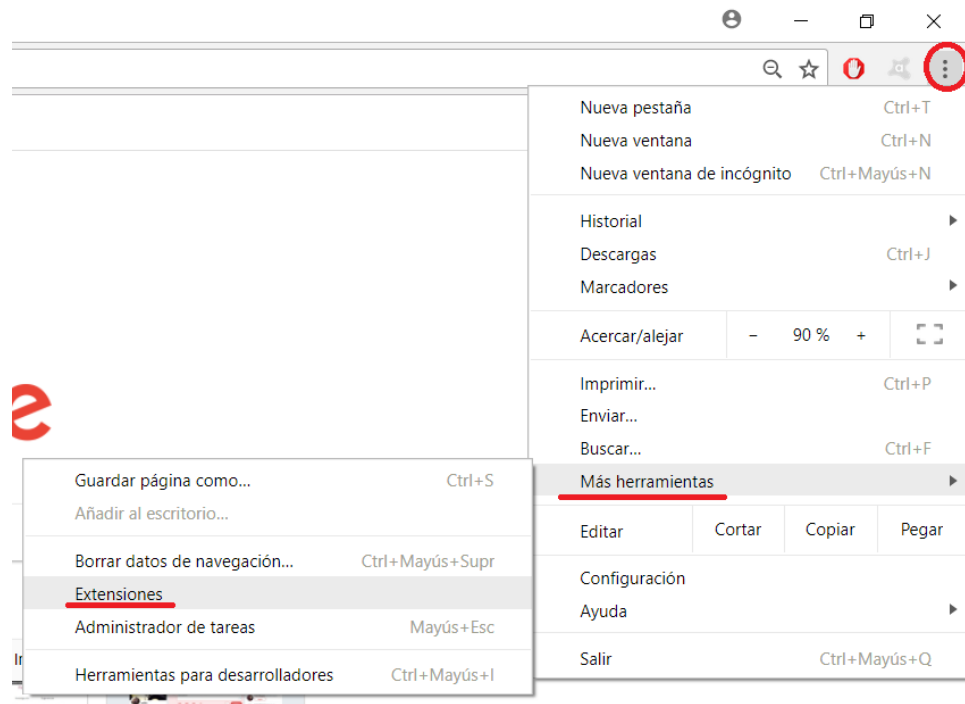 Nueva pestaña Ctrl+T
Nueva ventana Ctrl+N
Nueva ventana de incógnito Ctrl+Mayús+N
Historial
Descargas Ctrl+J
Marcadores
Acercar/alejar − 90 % +
Imprimir... Ctrl+P
Enviar...
Buscar... Ctrl+F
Más herramientas
Editar Cortar Copiar Pegar
Configuración
Ayuda
Salir Ctrl+Mayús+Q
e
Guardar página como... Ctrl+S
Añadir al escritorio...
Borrar datos de navegación... Ctrl+Mayús+Supr
Extensiones
Administrador de tareas Mayús+Esc
Herramientas para desarrolladores Ctrl+Mayús+I